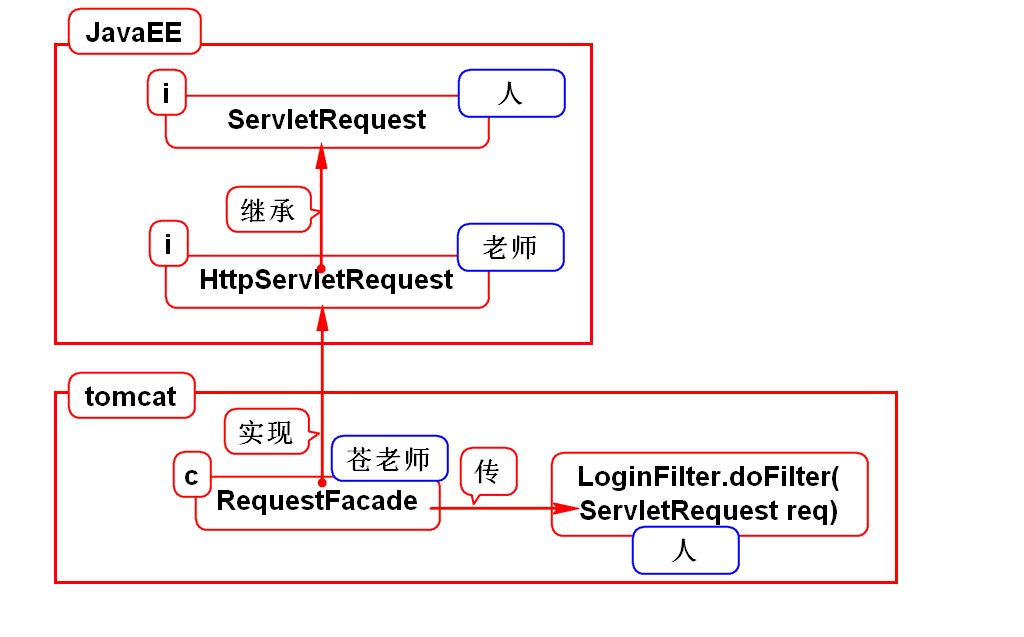 JavaEE
i
人
ServletRequest
继承
i
老师
HttpServletRequest
tomcat
实现
苍老师
传
c
RequestFacade
LoginFilter.doFilter(
ServletRequest req)
人